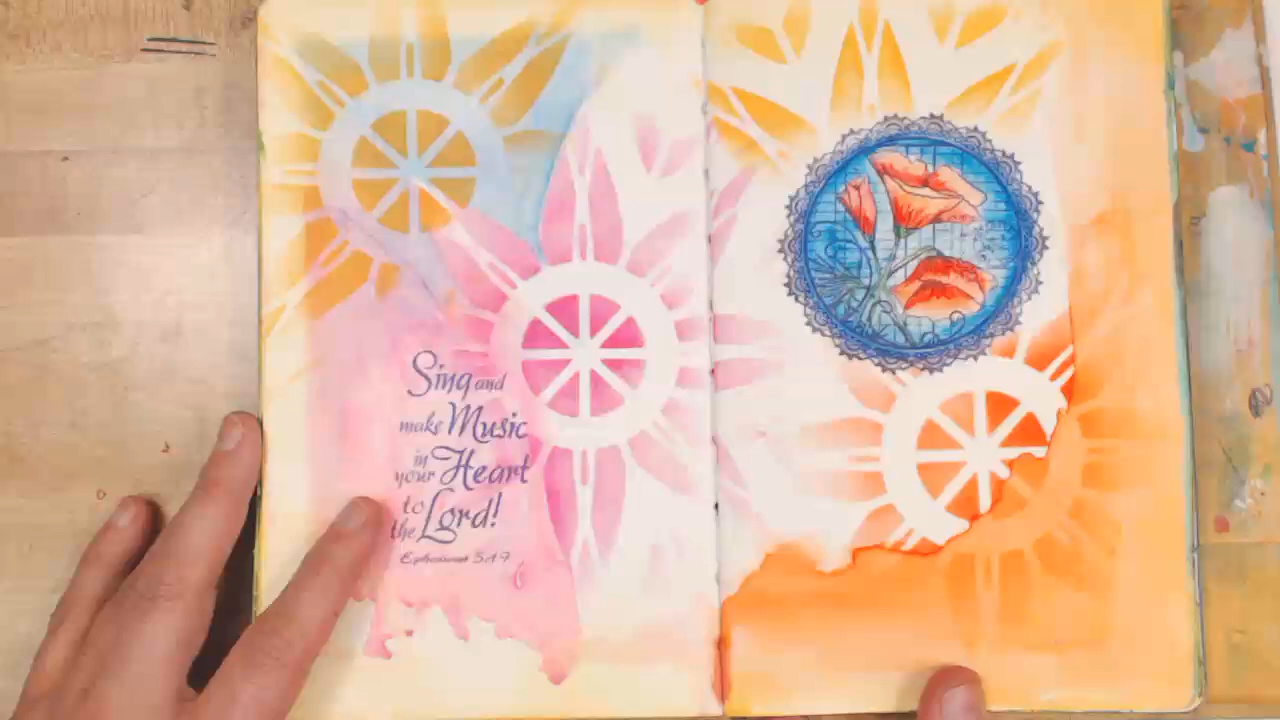 Sing and
make Music
in
your Heart
to
the Lord!
Ephesians 5:19